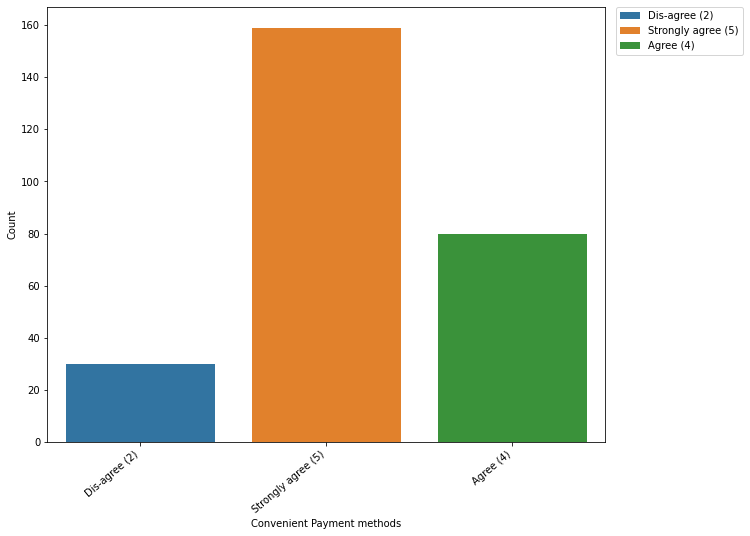 Dis-agree (2)
Strongly agree (5)
Agree (4)
160
140
120
100
80
60
40
20
0
Count
Dis-agree (2)
Strongly agree (5)
Agree (4)
Convenient Payment methods